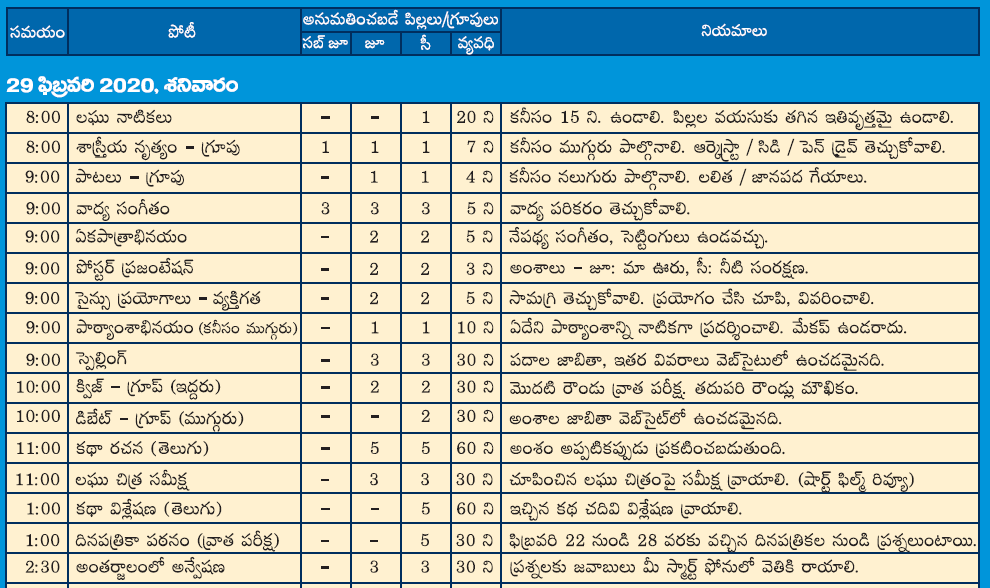 సమయం పోటీ అనుమతించబడే పిల్లలు/గ్రూపులు నియమాలు
సబ్ జూ జూ సీ వ్యవధి
29 ఫిబ్రవరి 2020, శనివారం
8:00 లఘు నాటికలు - - 1 20 ని కనీసం 15 ని. ఉండాలి. పిల్లల వయసుకు తగిన ఇతివృత్తమై ఉండాలి.
8:00 శాస్త్రీయ నృత్యం - గ్రూపు 1 1 1 7 ని కనీసం ముగ్గురు పాల్గొనాలి. ఆర్కెస్ట్రా / సిడి / పెన్ డ్రైవ్ తెచ్చుకోవాలి.
9:00 పాటలు - గ్రూపు - 1 1 4 ని కనీసం నలుగురు పాల్గొనాలి. లలిత / జానపద గేయాలు.
9:00 వాద్య సంగీతం 3 3 3 5 ని వాద్య పరికరం తెచ్చుకోవాలి.
9:00 ఏకపాత్రాభినయం - 2 2 5 ని నేపథ్య సంగీతం, సెట్టింగులు ఉండవచ్చు.
9:00 పోస్టర్ ప్రజంటేషన్ - 2 2 3 ని అంశాలు - జూ: మా ఊరు, సీ: నీటి సంరక్షణ.
9:00 సైన్సు ప్రయోగాలు - వ్యక్తిగత - 2 2 5 ని సామగ్రి తెచ్చుకోవాలి. ప్రయోగం చేసి చూపి, వివరించాలి.
9:00 పాఠ్యాంశాభినయం (కనీసం ముగ్గురు) - 1 1 10 ని ఏదేని పాఠ్యాంశాన్ని నాటికగా ప్రదర్శించాలి. మేకప్ ఉండరాదు.
9:00 స్పెల్లింగ్ - 3 3 30 ని పదాల జాబితా, ఇతర వివరాలు వెబ్‌సైటులో ఉంచడమైనది.
10:00 క్విజ్ - గ్రూప్ (ఇద్దరు) - 2 2 30 ని మొదటి రౌండు వ్రాత పరీక్ష. తదుపరి రౌండ్లు మౌఖికం.
10:00 డిబేట్ - గ్రూప్ (ముగ్గురు) - - 2 30 ని అంశాల జాబితా వెబ్‌సైట్‌లో ఉంచడమైనది.
11:00 కథా రచన (తెలుగు) - 5 5 60 ని అంశం అప్పటికప్పుడు ప్రకటించబడుతుంది.
11:00 లఘు చిత్ర సమీక్ష - 3 3 30 ని చూపించిన లఘు చిత్రంపై సమీక్ష వ్రాయాలి. (షార్ట్ ఫిల్మ్ రివ్యూ)
1:00 కథా విశ్లేషణ (తెలుగు) - - 5 60 ని ఇచ్చిన కథ చదివి విశ్లేషణ వ్రాయాలి.
1:00 దినపత్రికా పఠనం (వ్రాత పరీక్ష) - - 5 30 ని ఫిబ్రవరి 22 నుండి 28 వరకు వచ్చిన దినపత్రికల నుండి ప్రశ్నలుంటాయి.
2:30 అంతర్జాలంలో అన్వేషణ - 3 3 30 ని ప్రశ్నలకు జవాబులు మీ స్మార్ట్ ఫోనులో వెతికి రాయాలి.